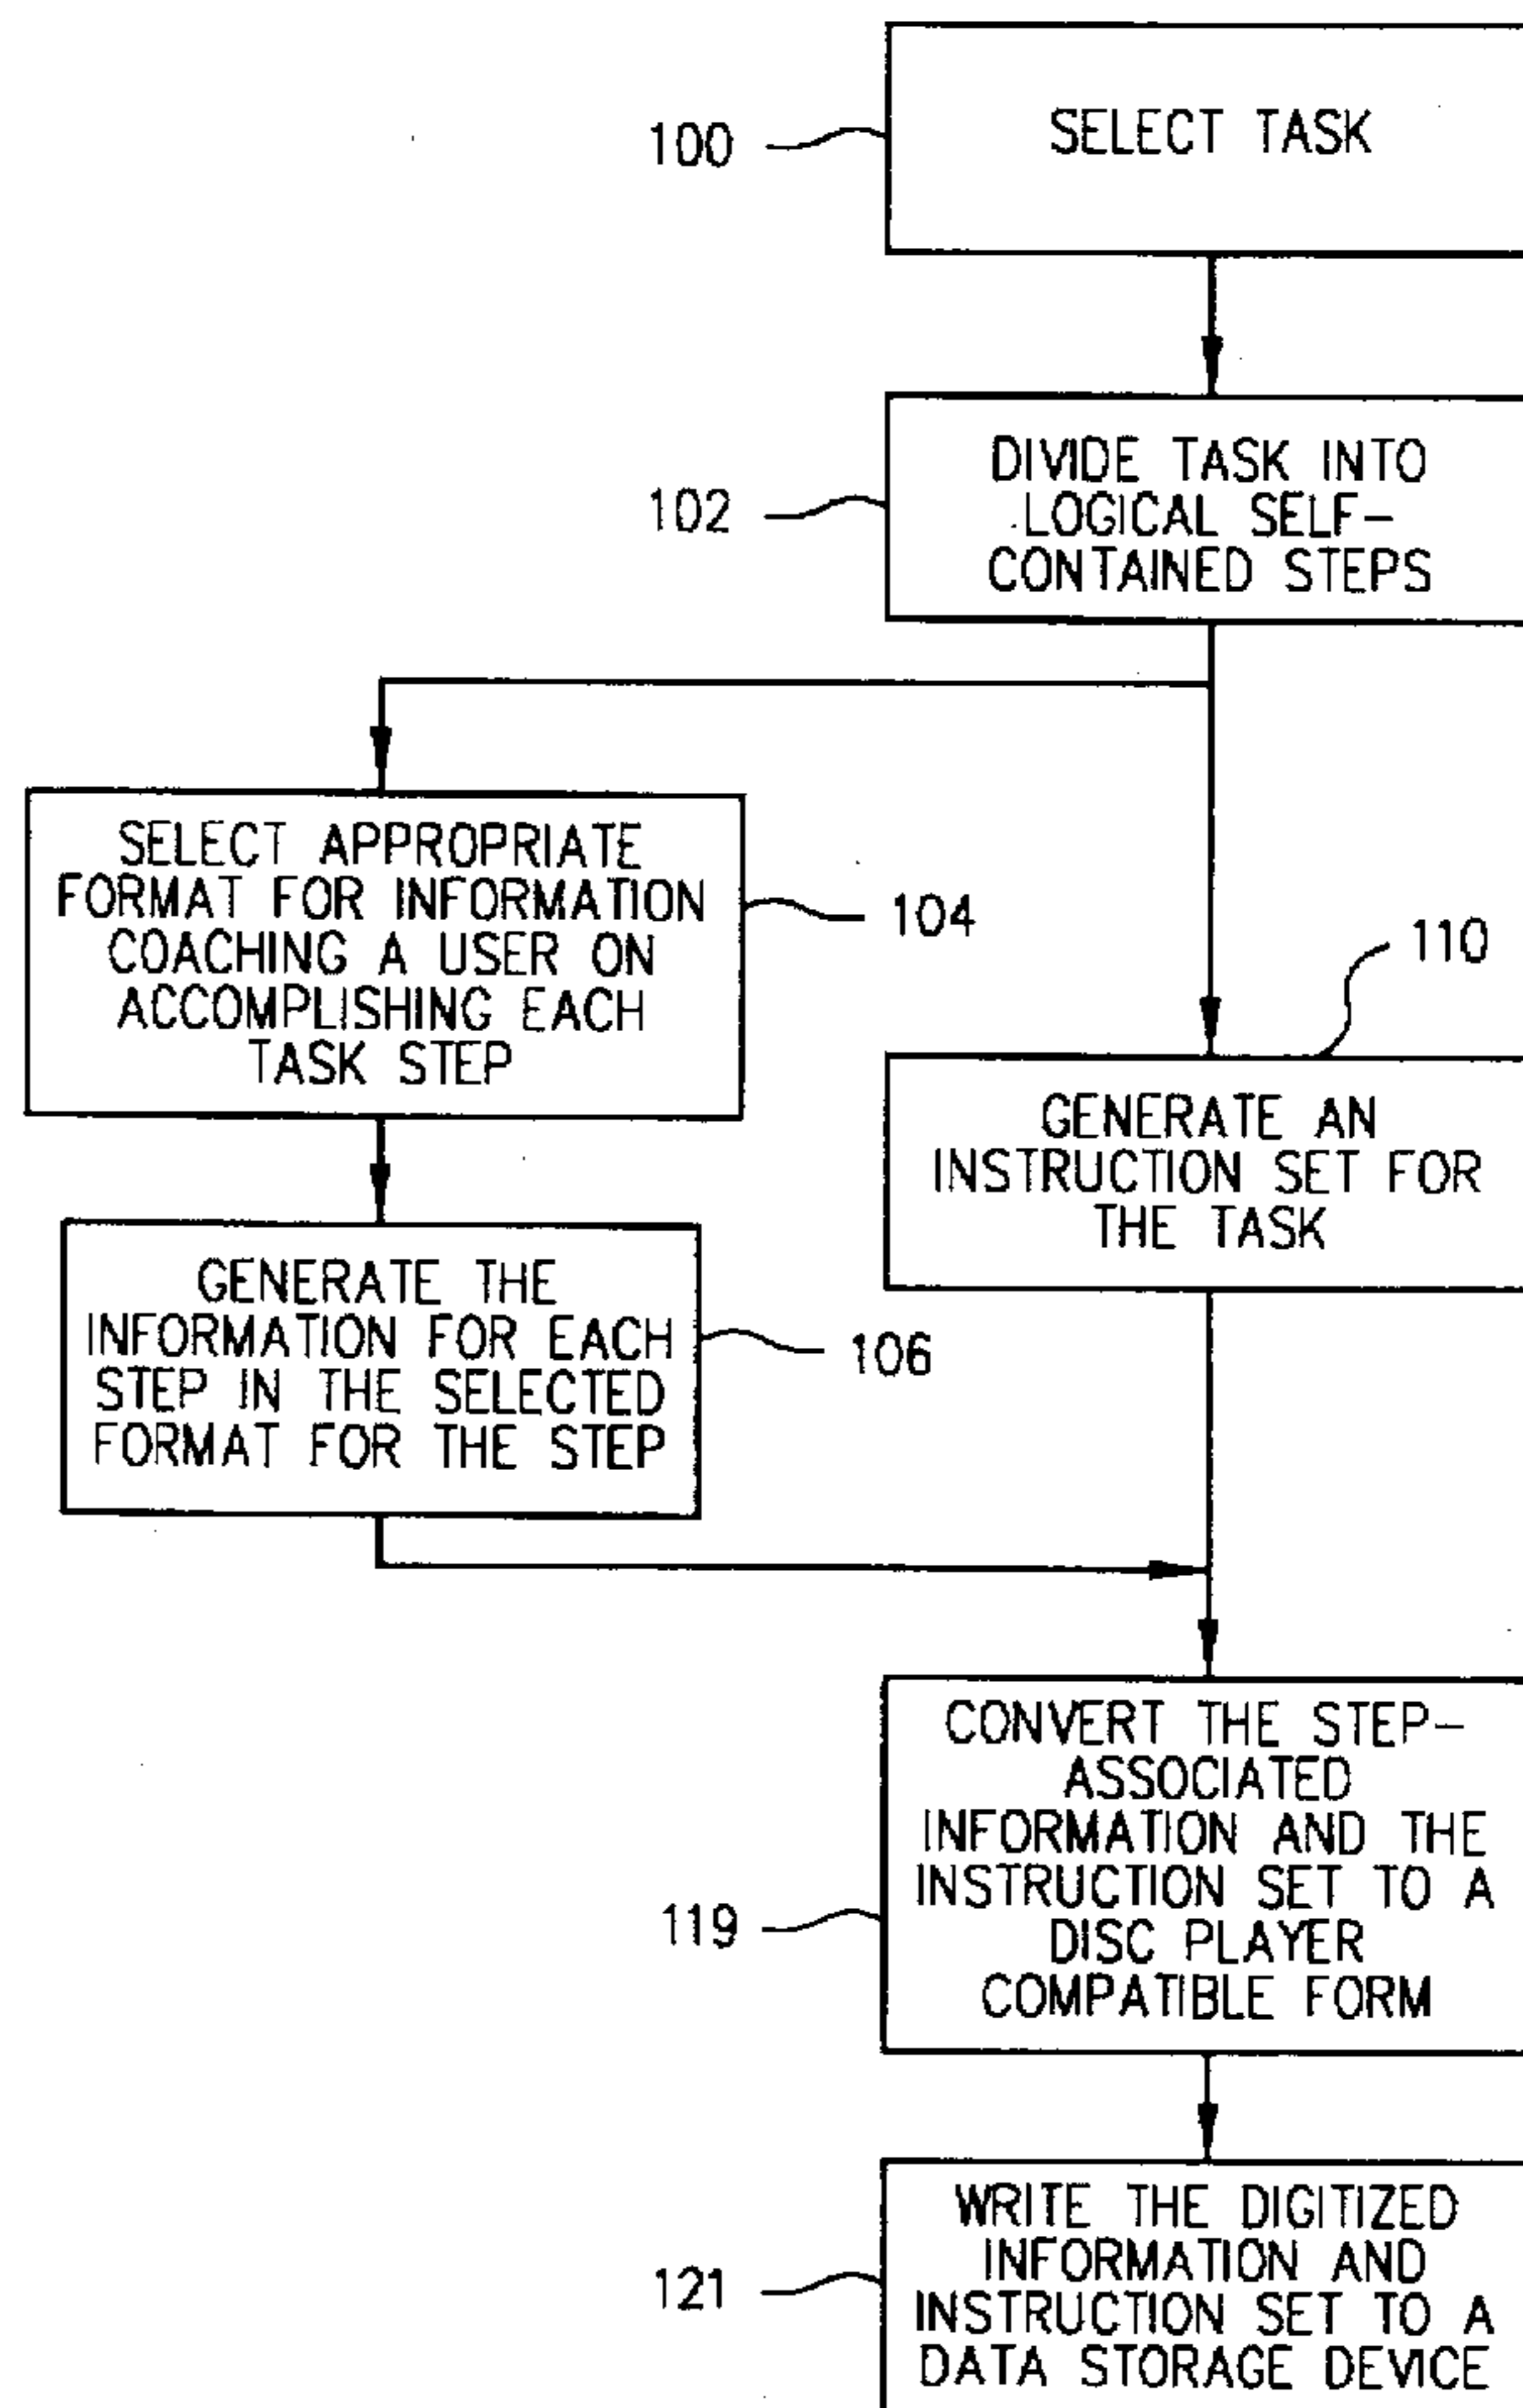 100
SELECT TASK
102
DIVIDE TASK INTO
LOGICAL SELF-
CONTAINED STEPS
SELECT APPROPRIATE
FORMAT FOR INFORMATION
COACHING A USER ON
ACCOMPLISHING EACH
TASK STEP
104
110
GENERATE AN
INSTRUCTION SET FOR
THE TASK
GENERATE THE
INFORMATION FOR EACH
STEP IN THE SELECTED
FORMAT FOR THE STEP
106
119
CONVERT THE STEP-
ASSOCIATED
INFORMATION AND THE
INSTRUCTION SET TO A
DISC PLAYER
COMPATIBLE FORM
121
WRITE THE DIGITIZED
INFORMATION AND
INSTRUCTION SET TO A
DATA STORAGE DEVICE